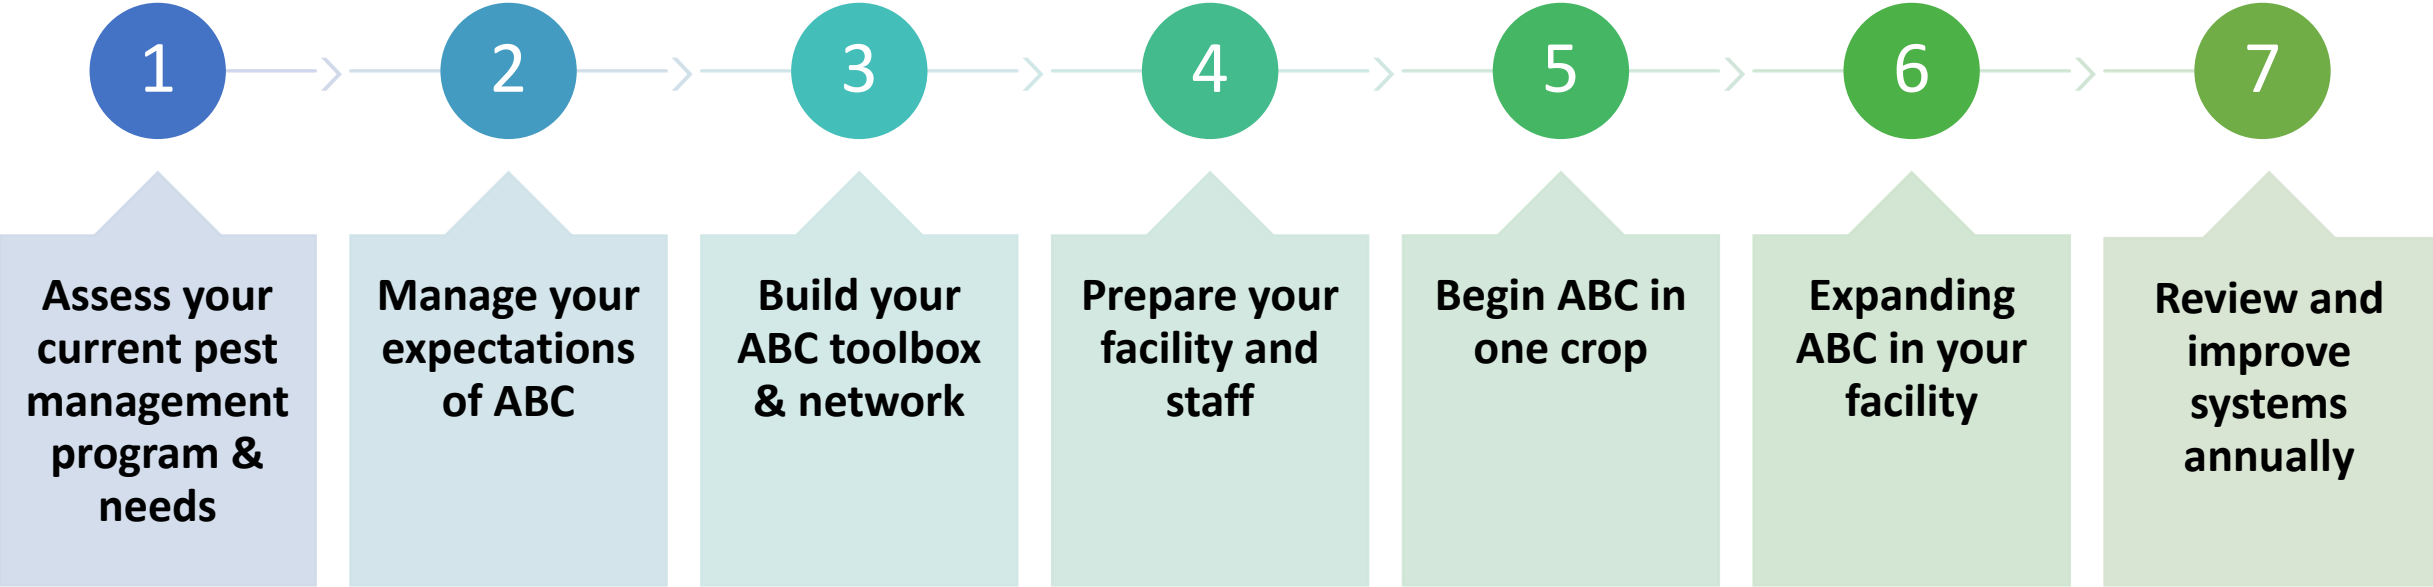 1
2
3
4
5
6
7
Assess your
current pest
management
program &
needs
Manage your
expectations
of ABC
Build your
ABC toolbox
& network
Prepare your
facility and
staff
Begin ABC in
one crop
Expanding
ABC in your
facility
Review and
improve
systems
annually